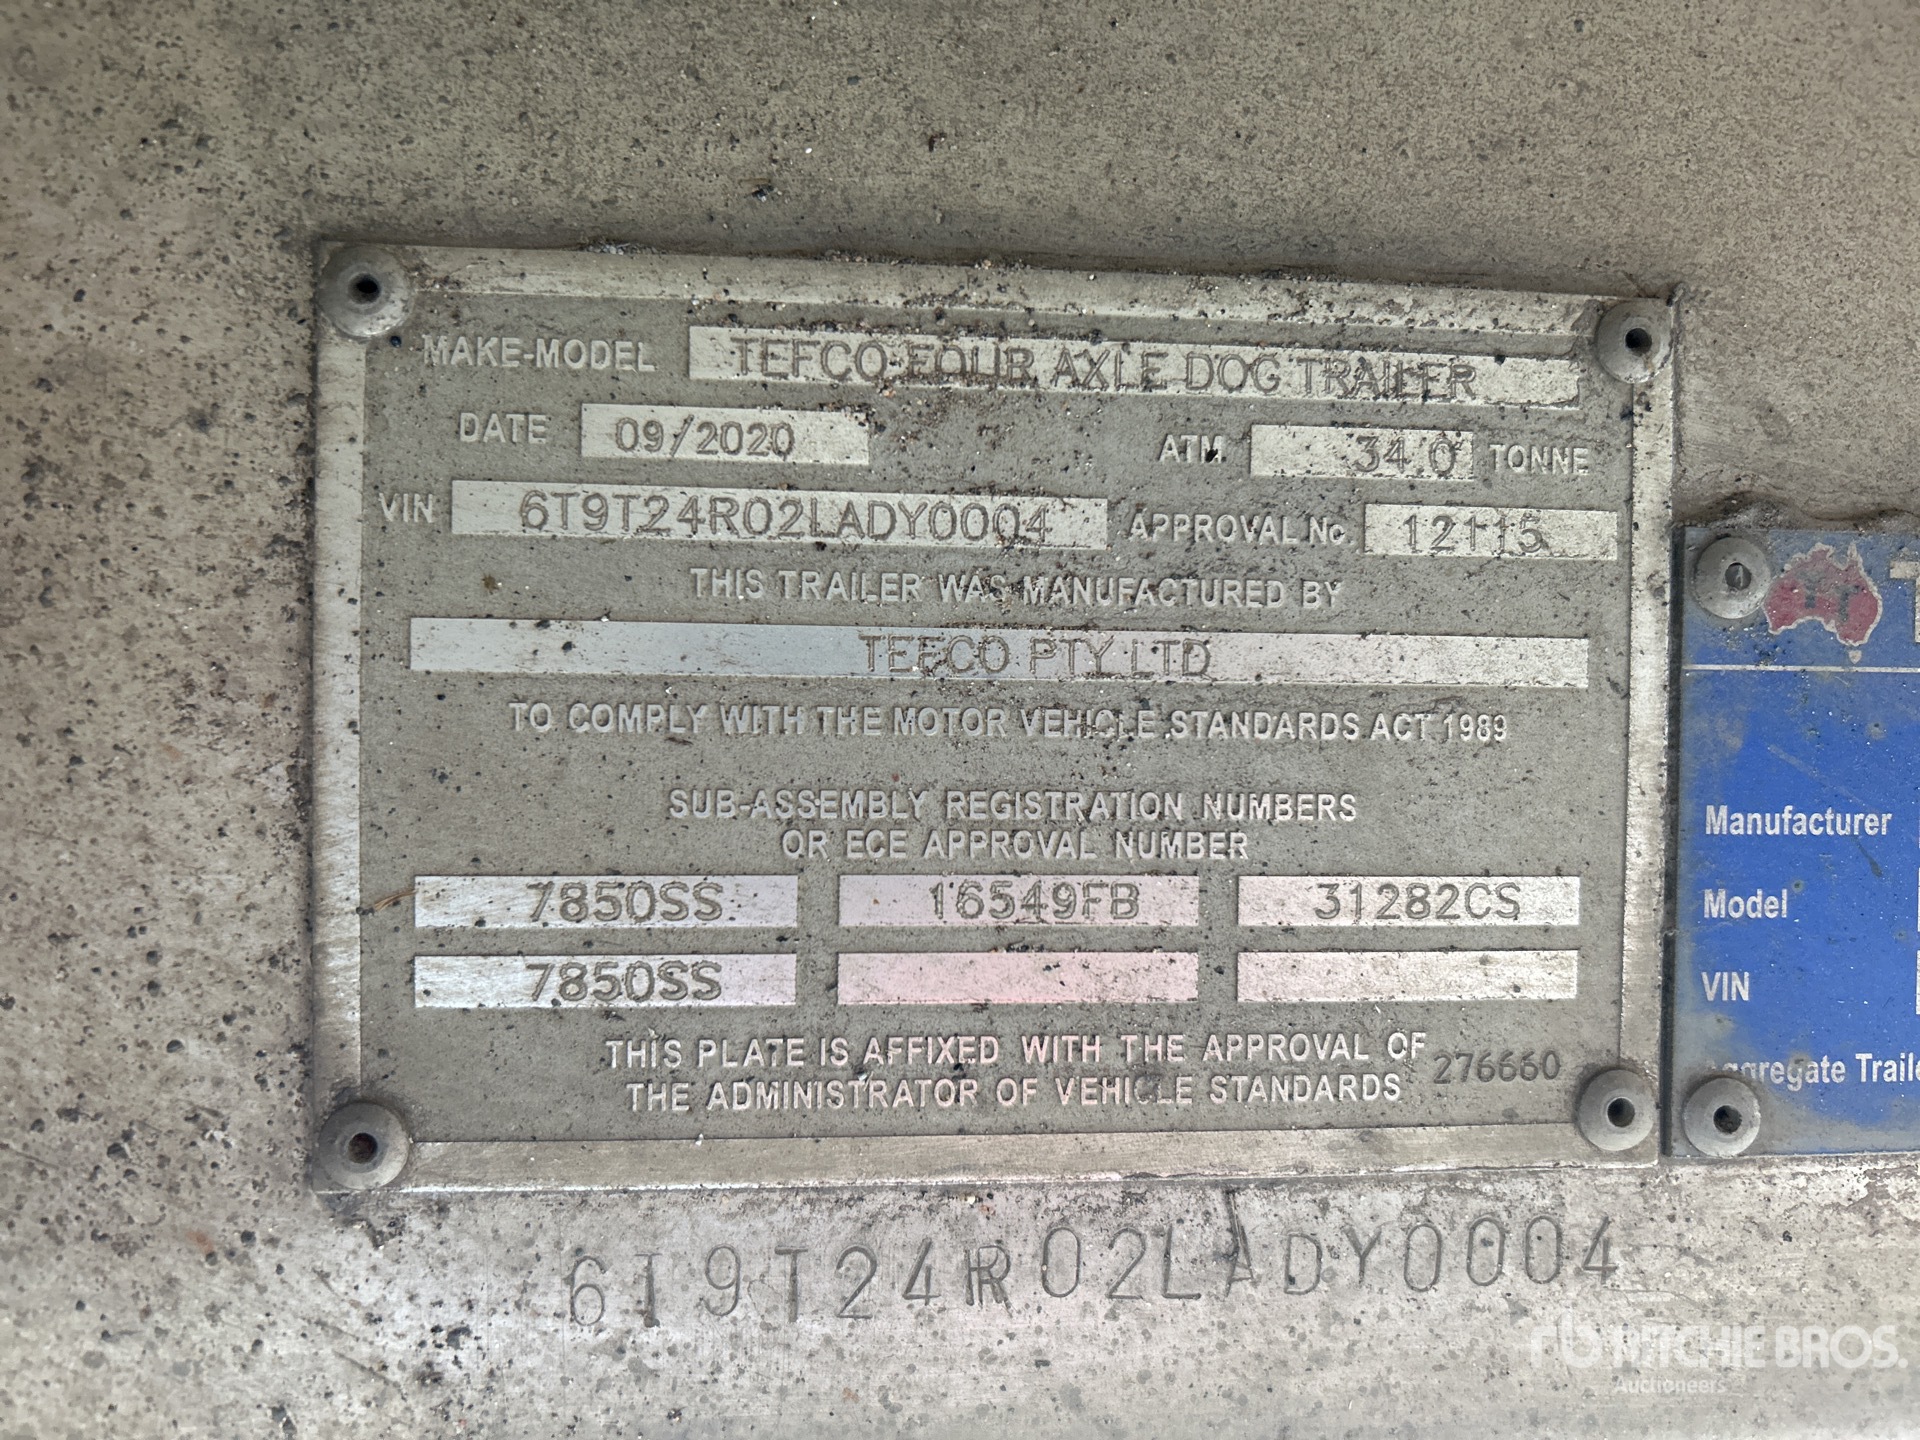 MAKE-MODEL TEFCO FOUR AXLE DOG TRAILER
DATE 09/2020 ATM 34.0 TONNE
VIN 6T9T24R02LADY0004 APPROVAL No. 12115
THIS TRAILER WAS MANUFACTURED BY
TEFCO PTY LTD
TO COMPLY WITH THE MOTOR VEHICLE STANDARDS ACT 1989
SUB-ASSEMBLY REGISTRATION NUMBERS
OR ECE APPROVAL NUMBER
7850SS 16549FB 31282CS
7850SS
THIS PLATE IS AFFIXED WITH THE APPROVAL OF
THE ADMINISTRATOR OF VEHICLE STANDARDS 276660
6T9T24R02LADY0004
Manufacturer
Model
VIN
Aggregate
rb RITCHIE BROS.
Auctioneers